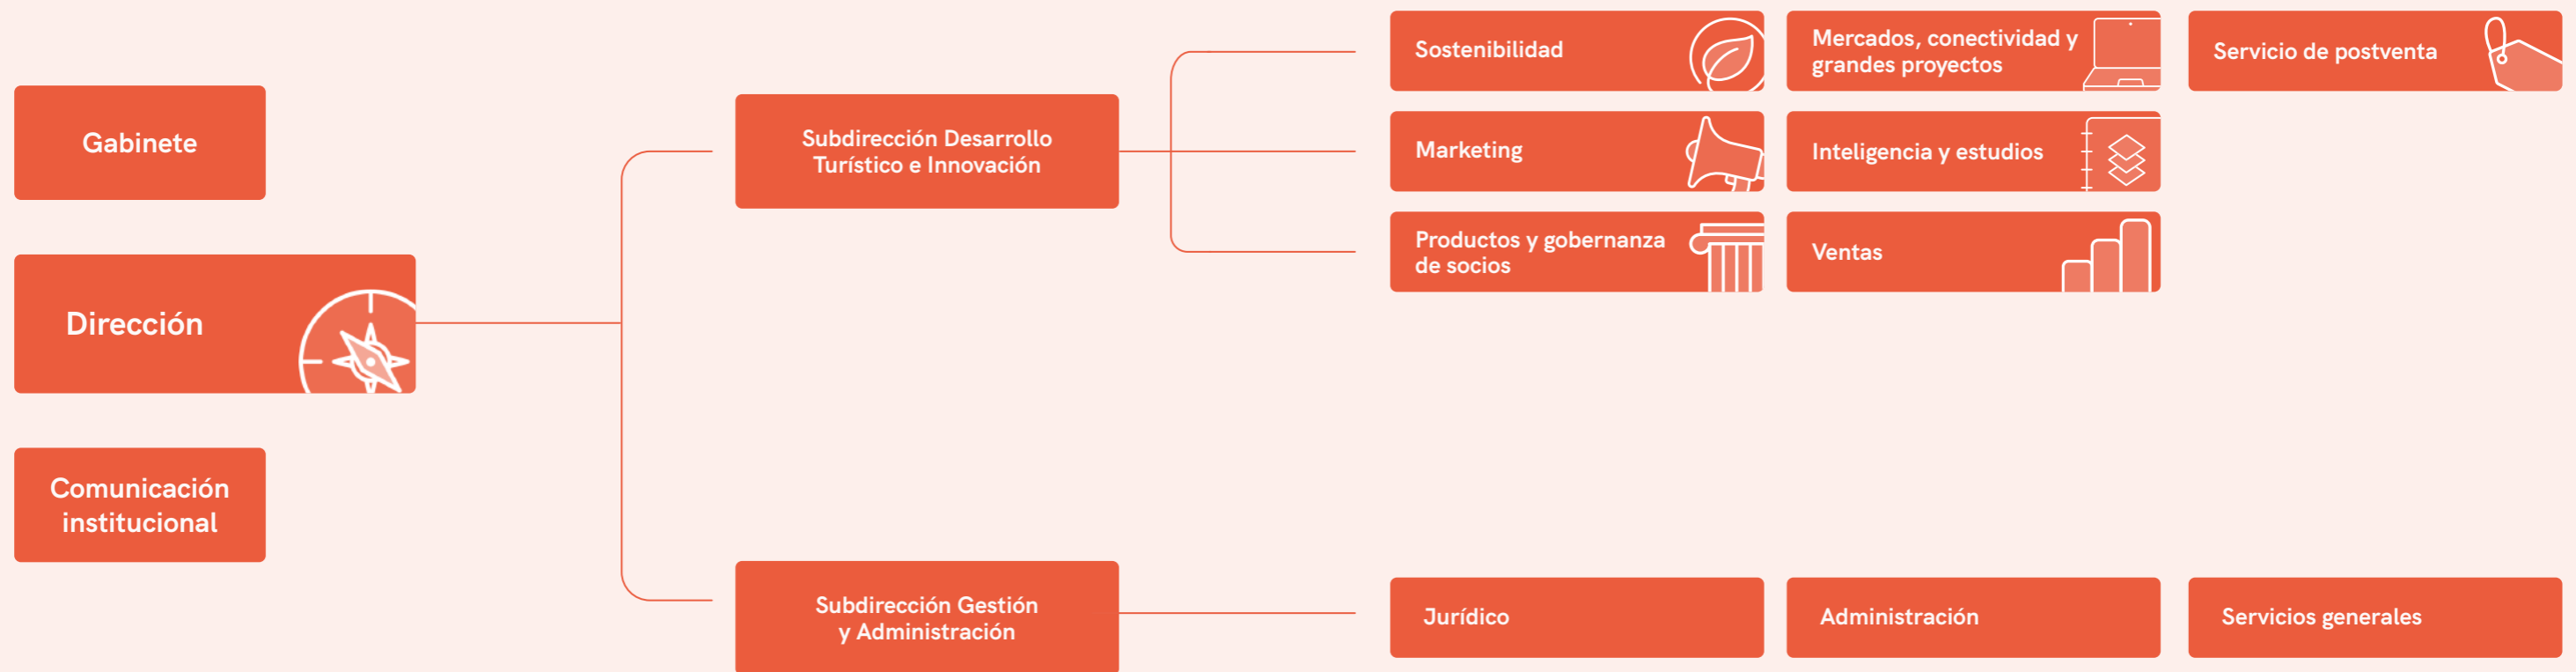 Gabinete
Dirección
Comunicación
institucional
Subdirección Desarrollo
Turístico e Innovación
Sostenibilidad
Mercados, conectividad y
grandes proyectos
Servicio de postventa
Marketing
Inteligencia y estudios
Productos y gobernanza
de socios
Ventas
Subdirección Gestión
y Administración
Jurídico
Administración
Servicios generales